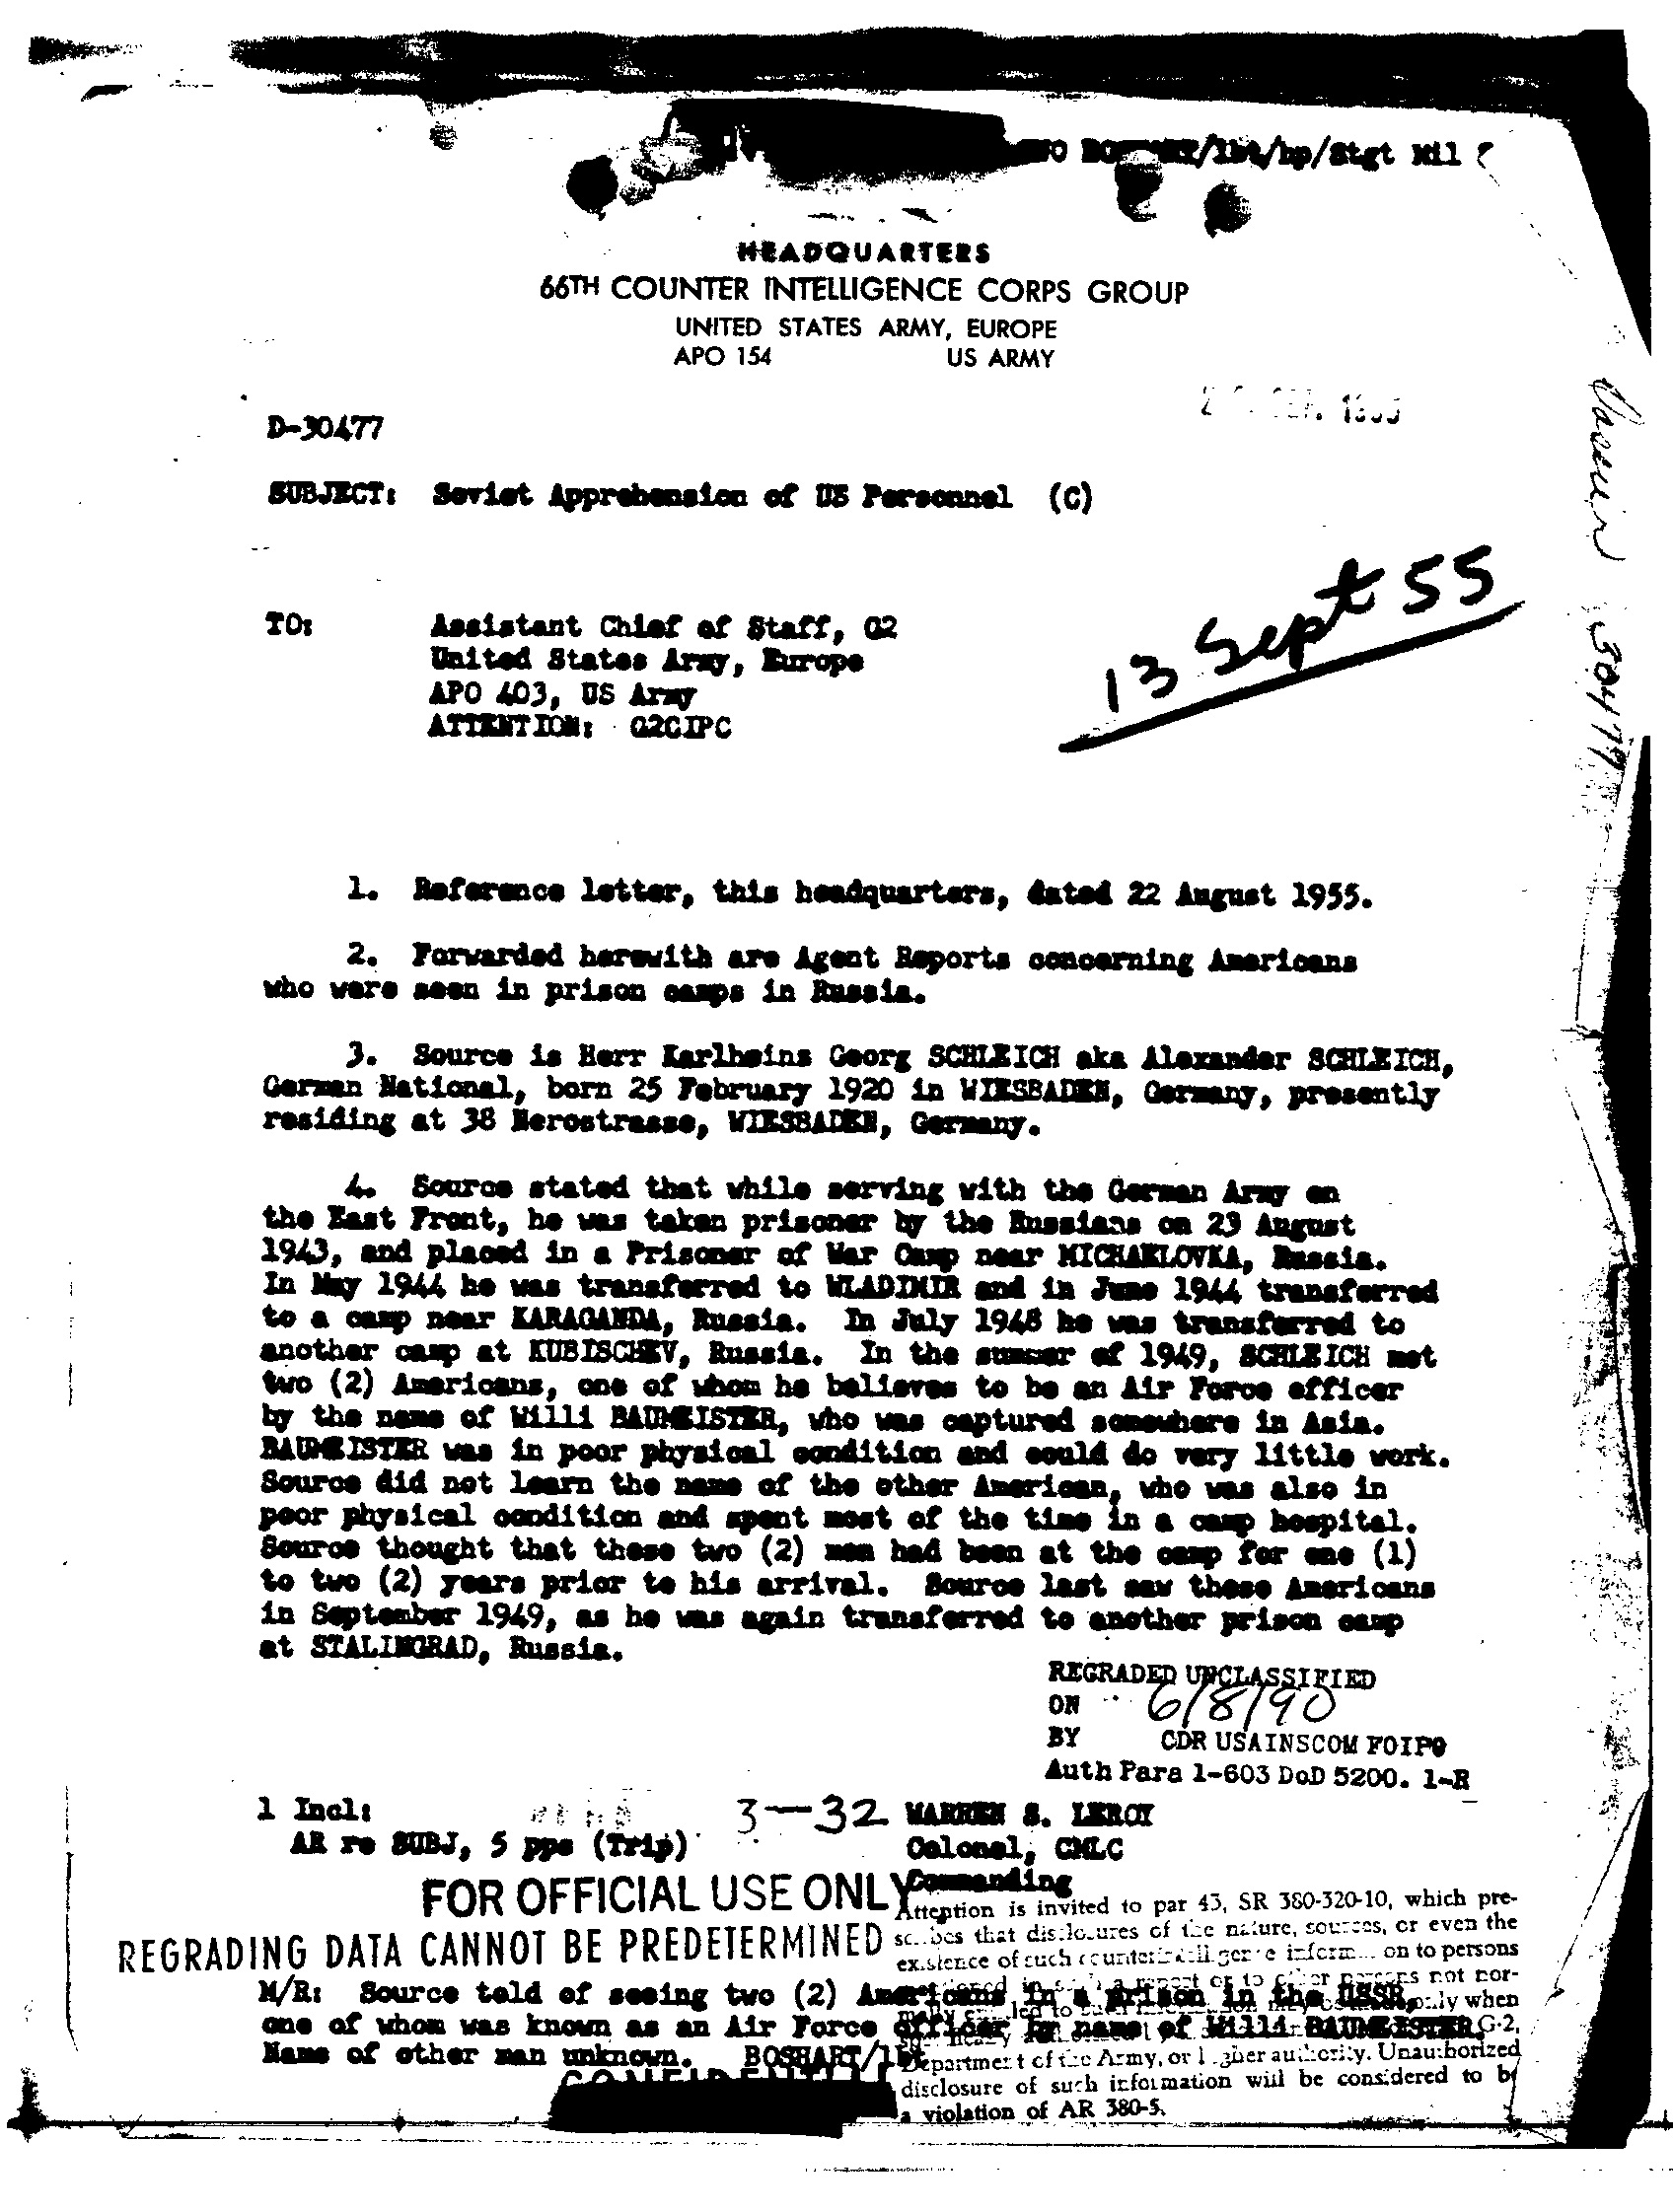 /lbt/hp/Stgt Mil
HEADQUARTERS
66TH COUNTER INTELLIGENCE CORPS GROUP
UNITED STATES ARMY, EUROPE
APO 154 US ARMY
D-30477
SUBJECT: Soviet Apprehension of US Personnel (C)
13 Sept 55
TO: Assistant Chief of Staff, G2
United States Army, Europe
APO 403, US Army
ATTENTION: G2CIPC
1. Reference letter, this headquarters, dated 22 August 1955.
2. Forwarded herewith are Agent Reports concerning Americans
who were seen in prison camps in Russia.
3. Source is Herr Karlheinz Georg SCHLEICH aka Alexander SCHLEICH,
German National, born 25 February 1920 in WIESBADEN, Germany, presently
residing at 38 Nerostrasse, WIESBADEN, Germany.
4. Source stated that while serving with the German Army on
the East Front, he was taken prisoner by the Russians on 23 August
1943, and placed in a Prisoner of War Camp near MICHAELOVKA, Russia.
In May 1944 he was transferred to WLADIMIR and in June 1944 transferred
to a camp near KARAGANDA, Russia. In July 1948 he was transferred to
another camp at KUBISCHEV, Russia. In the summer of 1949, SCHLEICH met
two (2) Americans, one of whom he believes to be an Air Force officer
by the name of Willi BAUMEISTER, who was captured somewhere in Asia.
BAUMEISTER was in poor physical condition and could do very little work.
Source did not learn the name of the other American, who was also in
poor physical condition and spent most of the time in a camp hospital.
Source thought that these two (2) men had been at the camp for one (1)
to two (2) years prior to his arrival. Source last saw these Americans
in September 1949, as he was again transferred to another prison camp
at STALINGRAD, Russia.
REGRADED UNCLASSIFIED
ON 6/8/90
BY CDR USAINSCOM FOIPO
Auth Para 1-603 DoD 5200. 1-R
1 Incl:
AR re SUBJ, 5 pps (Trip)
3-32
WARREN S. LEROY
Colonel, CMLC
Commanding
FOR OFFICIAL USE ONLY
REGRADING DATA CANNOT BE PREDETERMINED
Attention is invited to par 43, SR 380-320-10, which pre-
scribes that disclosures of the nature, sources, or even the
existence of such counterintelligence information to persons
not nor-
only when
G-2,
Department of the Army, or higher authority. Unauthorized
disclosure of such information will be considered to be
a violation of AR 380-5.
M/R: Source told of seeing two (2) Americans in a prison in the USSR,
one of whom was known as an Air Force officer by name of Willi BAUMEISTER.
Name of other man unknown. BOSHART/lbt
CONFIDENTIAL